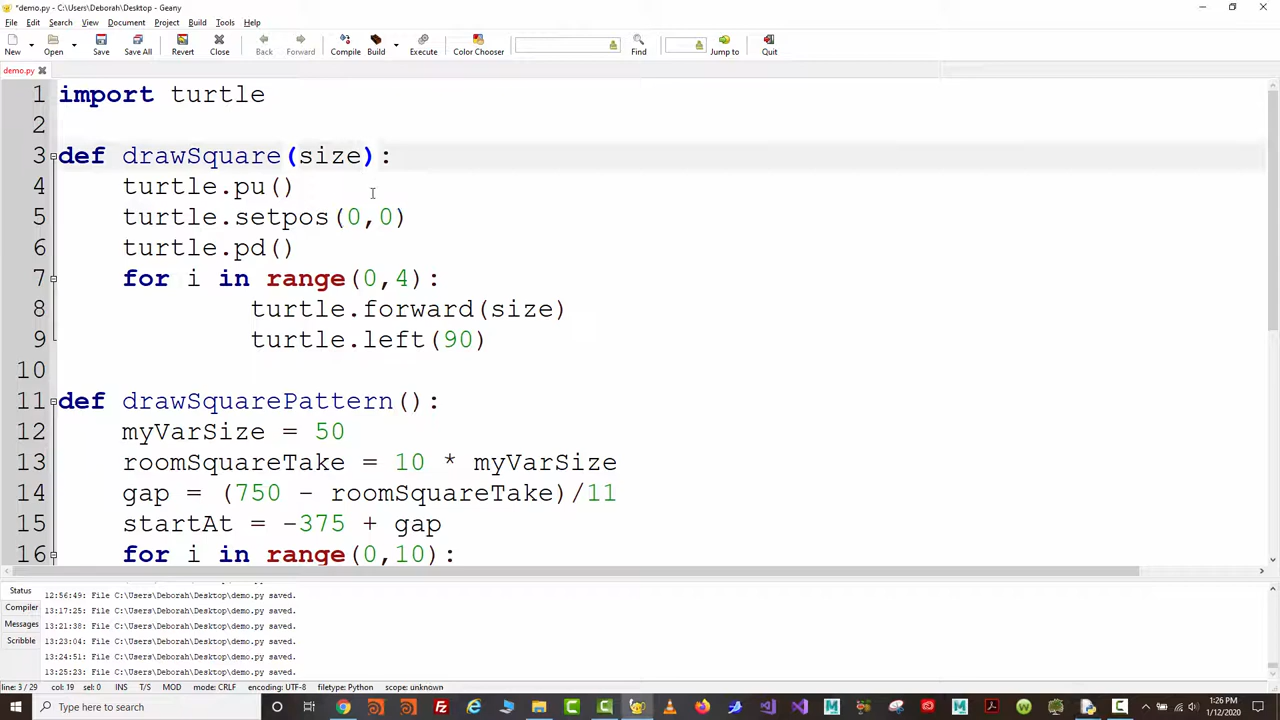 *demo.py - C:\Users\Deborah\Desktop - Geany
File Edit Search View Document Project Build Tools Help
New Open Save Save All Revert Close Back Forward Compile Build Execute Color Chooser Find Jump to Quit
demo.py
1 import turtle
2
3 def drawSquare(size):
4 turtle.pu()
5 turtle.setpos(0,0)
6 turtle.pd()
7 for i in range(0,4):
8 turtle.forward(size)
9 turtle.left(90)
10
11 def drawSquarePattern():
12 myVarSize = 50
13 roomSquareTake = 10 * myVarSize
14 gap = (750 - roomSquareTake)/11
15 startAt = -375 + gap
16 for i in range(0,10):
Status
Compiler
Messages
Scribble
12:56:49: File C:\Users\Deborah\Desktop\demo.py saved.
13:17:25: File C:\Users\Deborah\Desktop\demo.py saved.
13:21:38: File C:\Users\Deborah\Desktop\demo.py saved.
13:23:04: File C:\Users\Deborah\Desktop\demo.py saved.
13:24:51: File C:\Users\Deborah\Desktop\demo.py saved.
13:25:23: File C:\Users\Deborah\Desktop\demo.py saved.
line: 3 / 29 col: 19 sel: 0 INS T/S MOD mode: CRLF encoding: UTF-8 filetype: Python scope: unknown
Type here to search
1:26 PM
1/12/2020